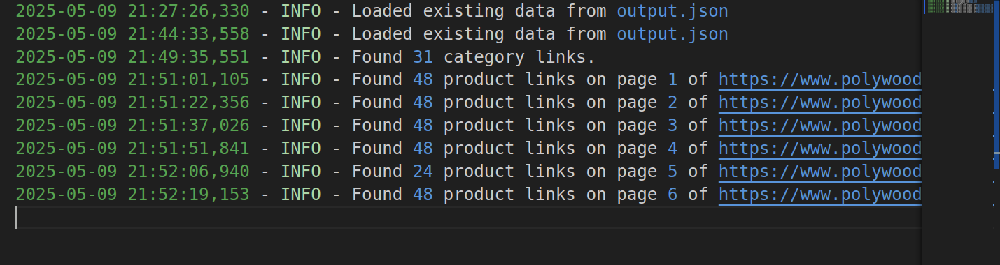 2025-05-09 21:27:26,330 - INFO - Loaded existing data from output.json
2025-05-09 21:44:33,558 - INFO - Loaded existing data from output.json
2025-05-09 21:49:35,551 - INFO - Found 31 category links.
2025-05-09 21:51:01,105 - INFO - Found 48 product links on page 1 of https://www.polywood
2025-05-09 21:51:22,356 - INFO - Found 48 product links on page 2 of https://www.polywood
2025-05-09 21:51:37,026 - INFO - Found 48 product links on page 3 of https://www.polywood
2025-05-09 21:51:51,841 - INFO - Found 48 product links on page 4 of https://www.polywood
2025-05-09 21:52:06,940 - INFO - Found 24 product links on page 5 of https://www.polywood
2025-05-09 21:52:19,153 - INFO - Found 48 product links on page 6 of https://www.polywood